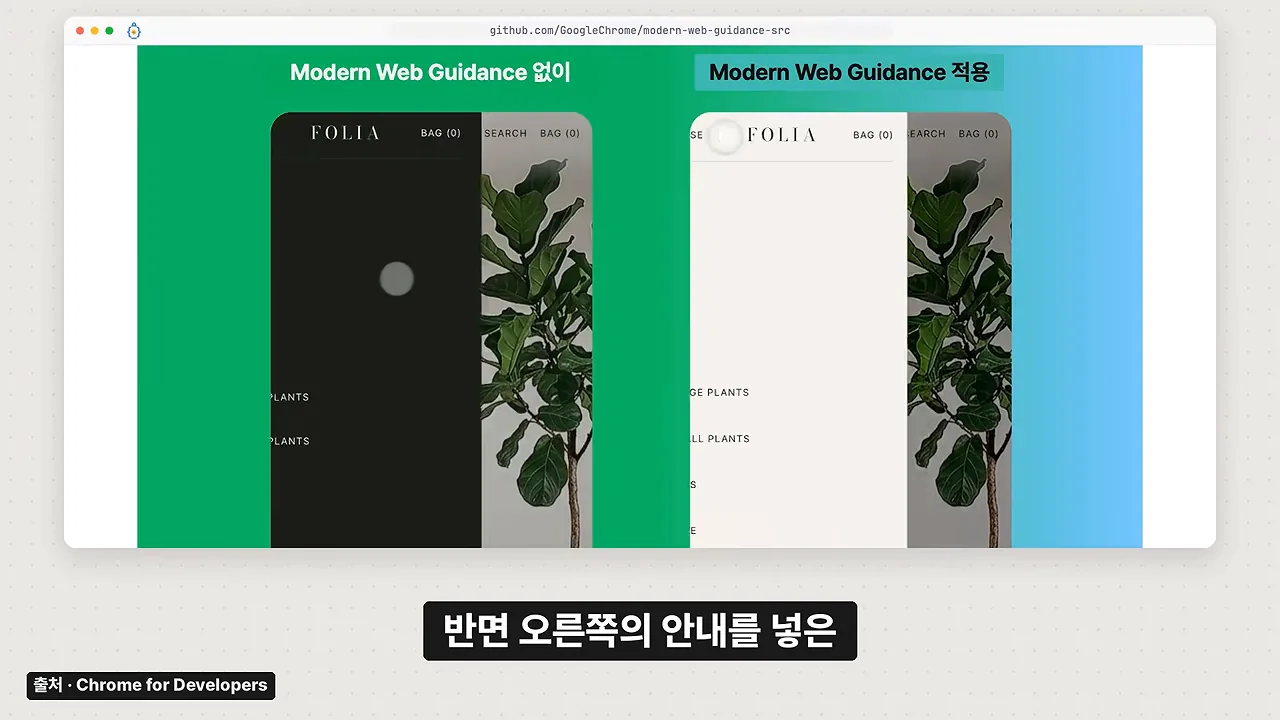 github.com/GoogleChrome/modern-web-guidance-src
Modern Web Guidance 없이
Modern Web Guidance 적용
FOLIA BAG (0) SEARCH BAG (0)
SE FOLIA BAG (0) EARCH BAG (0)
PLANTS
PLANTS
GE PLANTS
LL PLANTS
S
E
반면 오른쪽의 안내를 넣은
출처 · Chrome for Developers